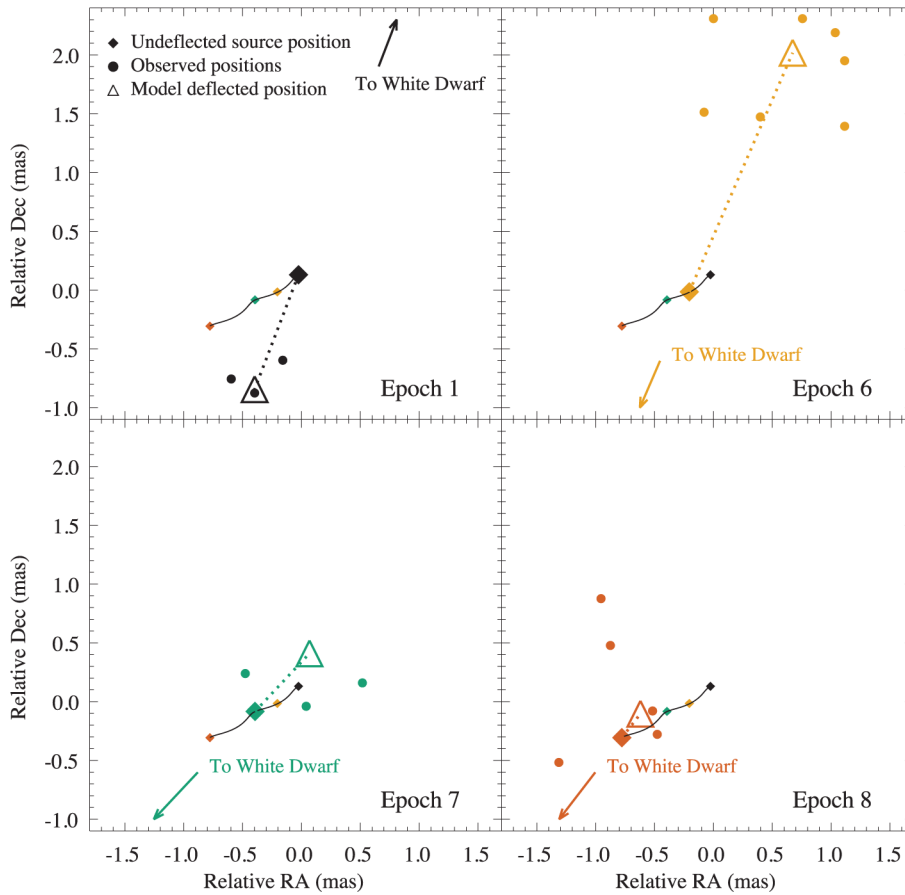 Undeflected source position
Observed positions
Model deflected position
To White Dwarf
Epoch 1
2.0
1.5
1.0
0.5
0.0
-0.5
-1.0
Relative Dec (mas)
To White Dwarf
Epoch 6
2.0
1.5
1.0
0.5
0.0
-0.5
-1.0
Relative Dec (mas)
To White Dwarf
Epoch 7
-1.5 -1.0 -0.5 0.0 0.5 1.0 1.5
Relative RA (mas)
To White Dwarf
Epoch 8
-1.5 -1.0 -0.5 0.0 0.5 1.0 1.5
Relative RA (mas)